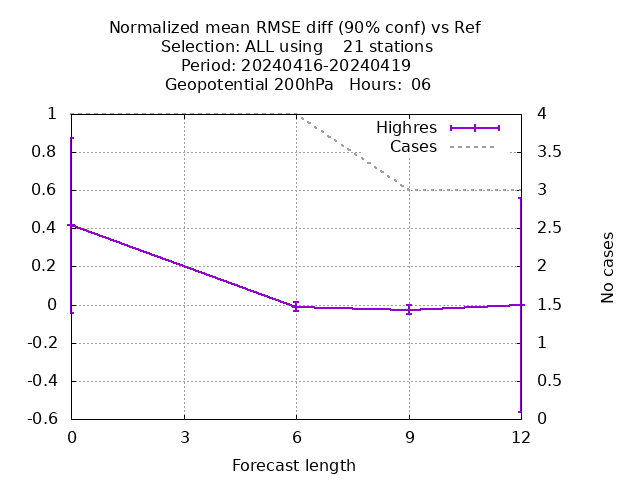 Normalized mean RMSE diff (90% conf) vs Ref
Selection: ALL using    21 stations
Period: 20240416-20240419
Geopotential 200hPa   Hours:  06
Highres
Cases
1
0.8
0.6
0.4
0.2
0
-0.2
-0.4
-0.6
4
3.5
3
2.5
2
1.5
1
0.5
0
No cases
0 3 6 9 12
Forecast length